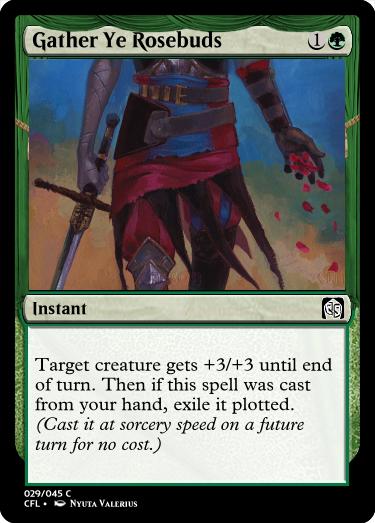 Gather Ye Rosebuds 1
Instant
Target creature gets +3/+3 until end
of turn. Then if this spell was cast
from your hand, exile it plotted.
(Cast it at sorcery speed on a future
turn for no cost.)
029/045 C
CFL • Nyuta Valerius